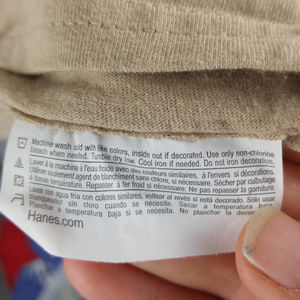 Machine wash cold with like colors, inside out if decorated. Use only non-chlorine
bleach when needed. Tumble dry low. Cool iron if needed. Do not iron decoration.
Laver à la machine à l'eau froide avec des couleurs similaires, à l'envers si décorations.
Utiliser seulement agent de blanchiment sans chlore, si nécessaire. Sécher par culbutage
à basse température. Repasser à fer froid si nécessaire. Ne pas repasser la garniture.
Lavar con agua fría con colores similares, voltear al revés si está decorado. Sólo usar
blanqueador sin cloro cuando se necesite. Secar a temperatura baja.
Planchar a temperatura baja si se necesita. No planchar la decor
Hanes.com